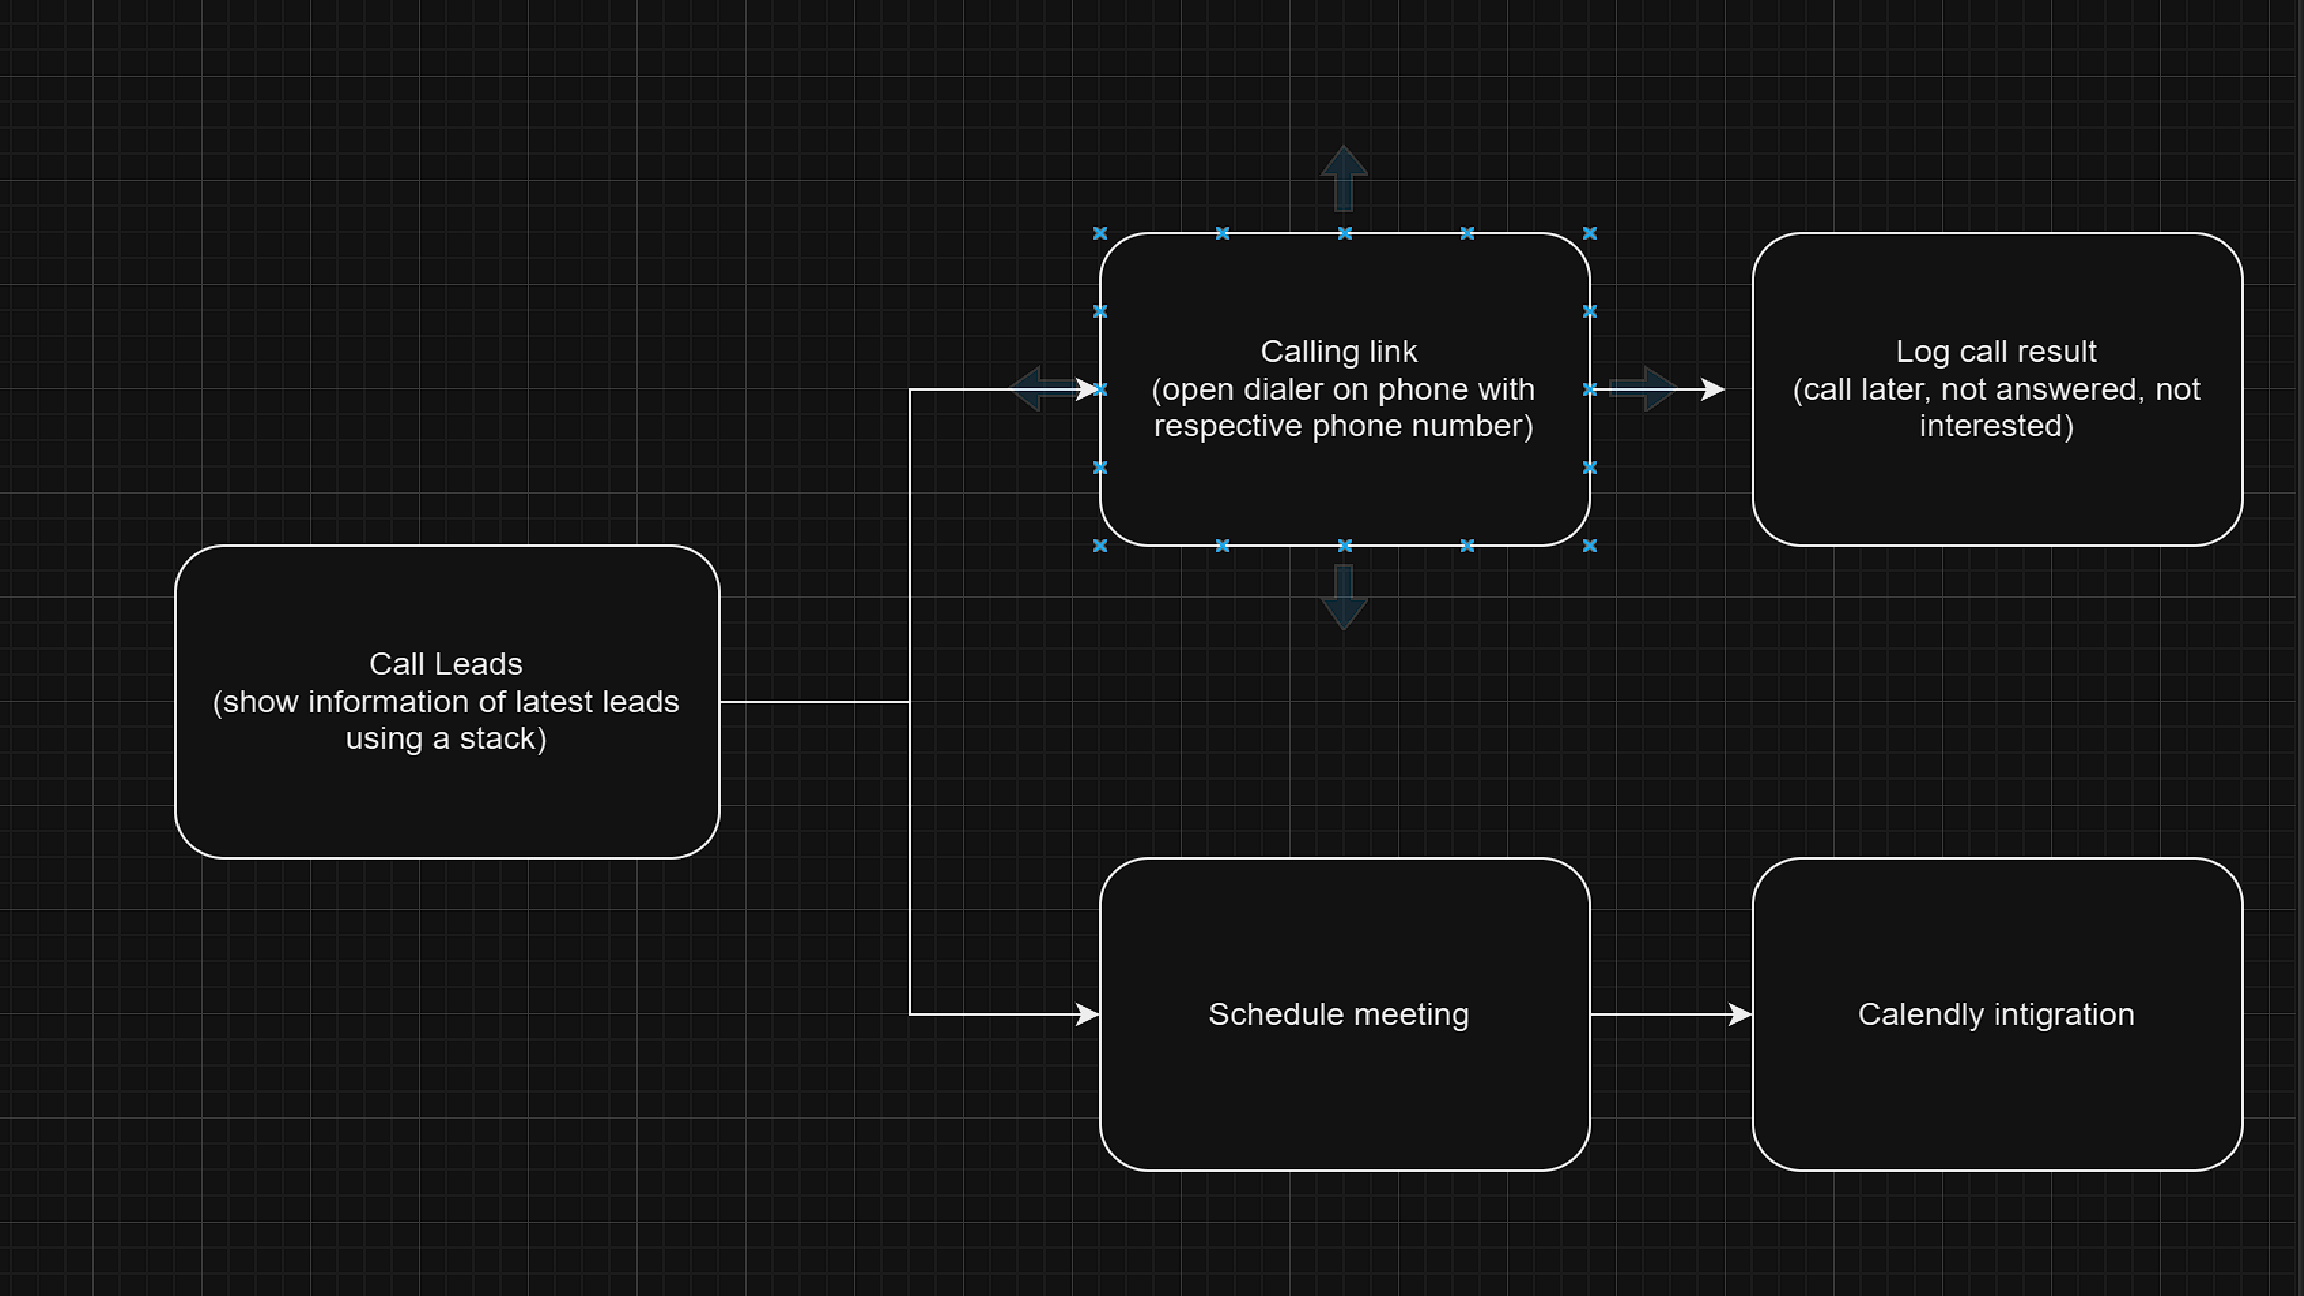 Calling link
(open dialer on phone with
respective phone number)
Log call result
(call later, not answered, not
interested)
Call Leads
(show information of latest leads
using a stack)
Schedule meeting
Calendly intigration